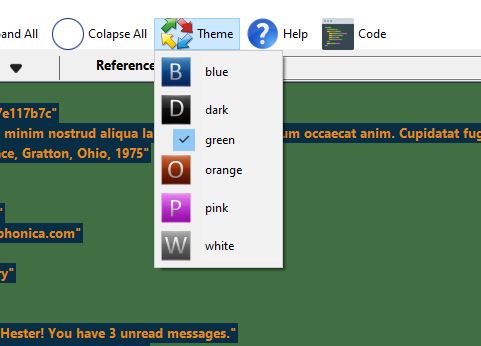 and All Colapse All Theme Help Code
Reference
B blue
D dark
green
O orange
P pink
W white
7e117b7c"
minim nostrud aliqua la um occaecat anim. Cupidatat fug
ce, Gratton, Ohio, 1975"
"
phonica.com"
ry"
Hester! You have 3 unread messages."